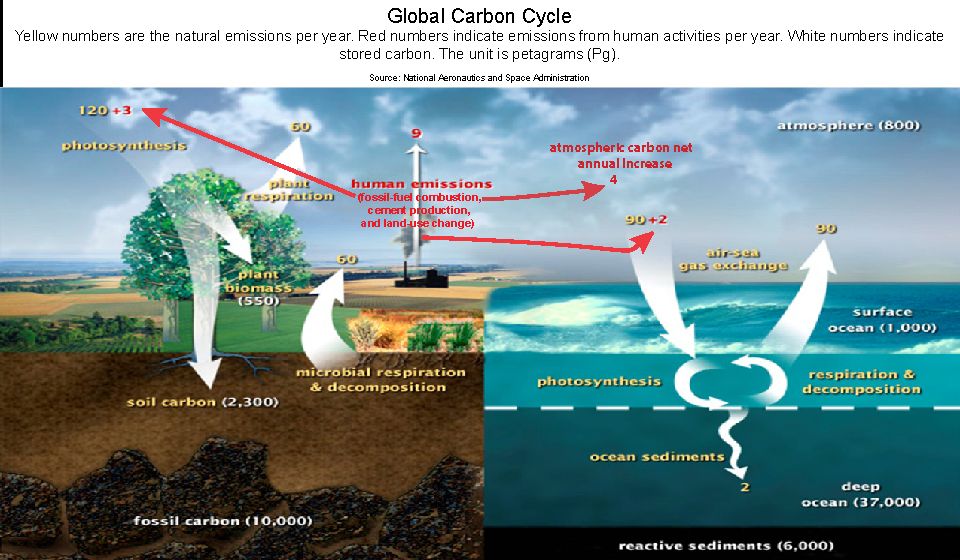 Global Carbon Cycle
Yellow numbers are the natural emissions per year. Red numbers indicate emissions from human activities per year. White numbers indicate
stored carbon. The unit is petagrams (Pg).
Source: National Aeronautics and Space Administration
120 +3
photosynthesis
60
plant
respiration
9
human emissions
(fossil-fuel combustion,
cement production,
and land-use change)
atmospheric carbon net
annual increase
4
atmosphere (800)
90 +2
air-sea
gas exchange
90
plant
biomass
(550)
60
surface
ocean (1,000)
microbial respiration
& decomposition
soil carbon (2,300)
photosynthesis
respiration &
decomposition
ocean sediments
2
deep
ocean (37,000)
fossil carbon (10,000)
reactive sediments (6,000)